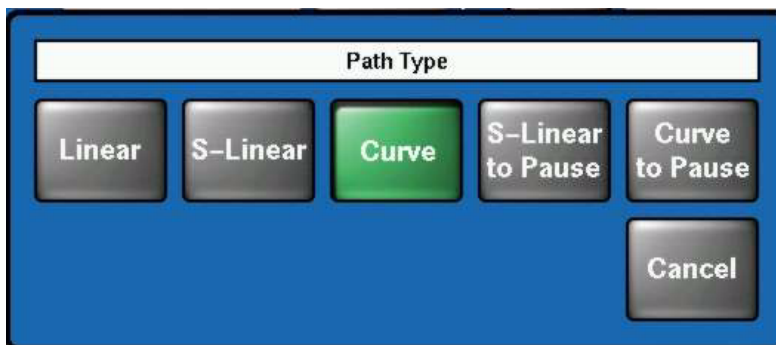 Path Type
Linear
S-Linear
Curve
S-Linear
to Pause
Curve
to Pause
Cancel